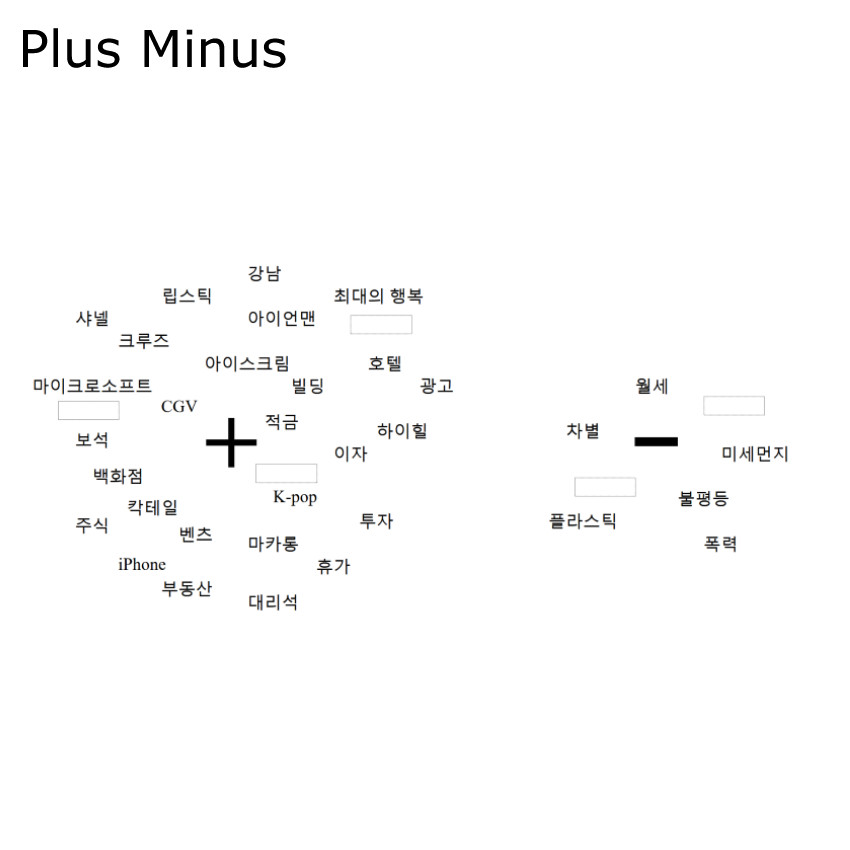 Plus Minus
강남
립스틱
최대의 행복
샤넬
아이언맨
크루즈
아이스크림
호텔
마이크로소프트
빌딩
광고
CGV
적금
하이힐
보석
이자
백화점
K-pop
칵테일
주식
벤츠
투자
마카롱
iPhone
휴가
부동산
대리석
월세
차별
미세먼지
불평등
플라스틱
폭력